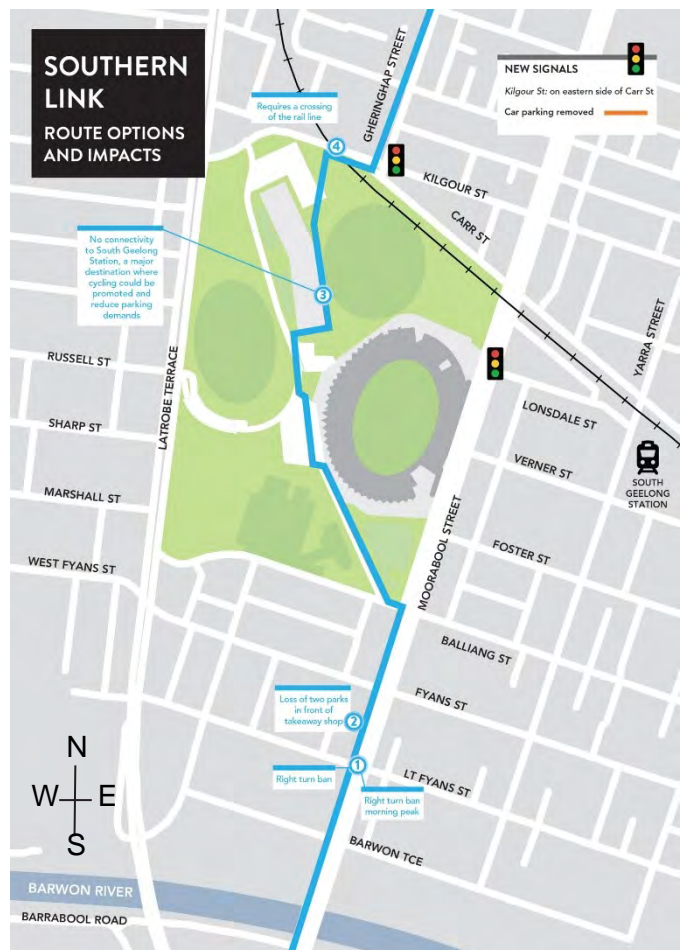 SOUTHERN
LINK
ROUTE OPTIONS
AND IMPACTS
NEW SIGNALS
Kilgour St: on eastern side of Carr St
Car parking removed
Requires a crossing
of the rail line
GHERINGHAP STREET
4
KILGOUR ST
CARR ST
No connectivity
to South Geelong
Station, a major
destination where
cycling could be
promoted and
reduce parking
demands
3
YARRA STREET
RUSSELL ST
LATROBE TERRACE
LONSDALE ST
SHARP ST
VERNER ST
SOUTH
GEELONG
STATION
MARSHALL ST
MOORABOOL STREET
FOSTER ST
WEST FYANS ST
BALLIANG ST
FYANS ST
Loss of two parks
in front of
takeaway shop
2
1
Right turn ban
LT FYANS ST
Right turn ban
morning peak
N
W E
S
BARWON TCE
BARWON RIVER
BARRABOOL ROAD